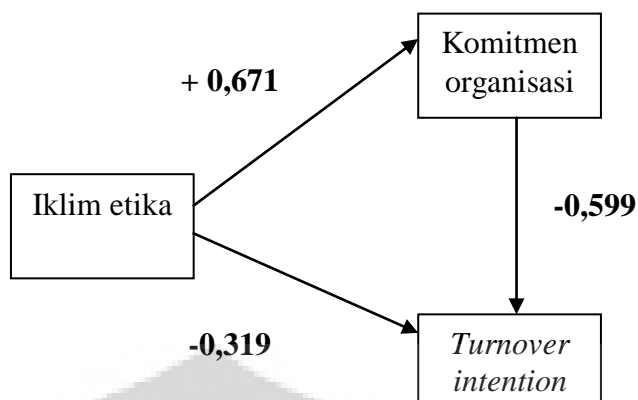 Komitmen
organisasi
+ 0,671
Iklim etika
-0,599
-0,319
Turnover
intention